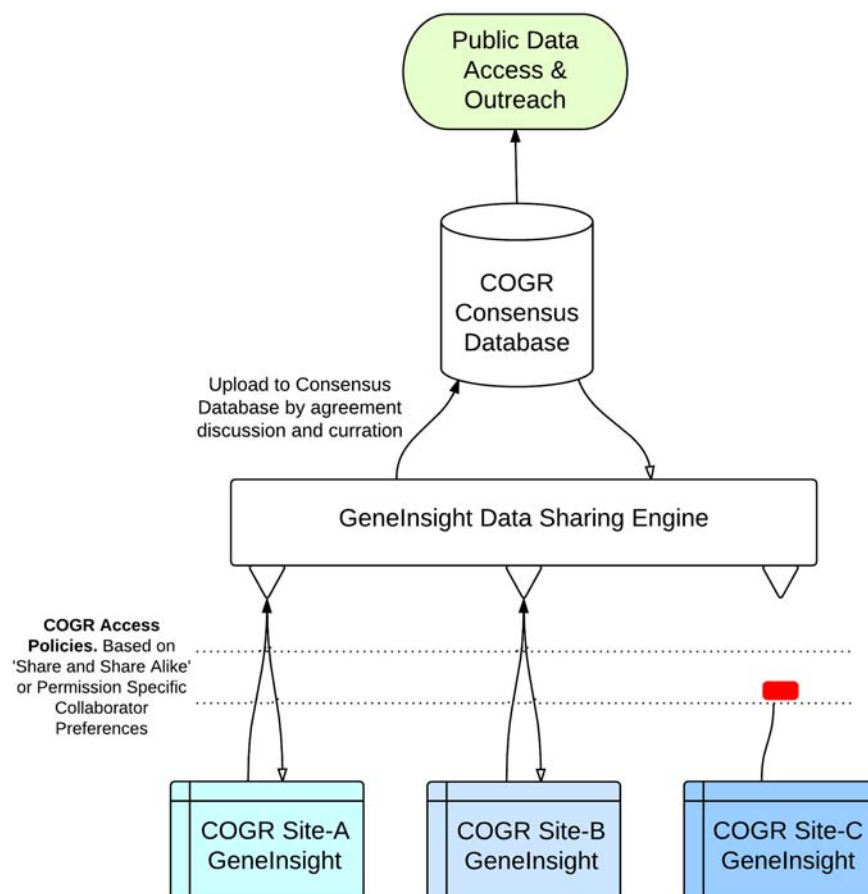 Public Data
Access &
Outreach
COGR
Consensus
Database
Upload to Consensus
Database by agreement
discussion and curration
GeneInsight Data Sharing Engine
COGR Access
Policies. Based on
'Share and Share Alike'
or Permission Specific
Collaborator
Preferences
COGR Site-A
GeneInsight
COGR Site-B
GeneInsight
COGR Site-C
GeneInsight